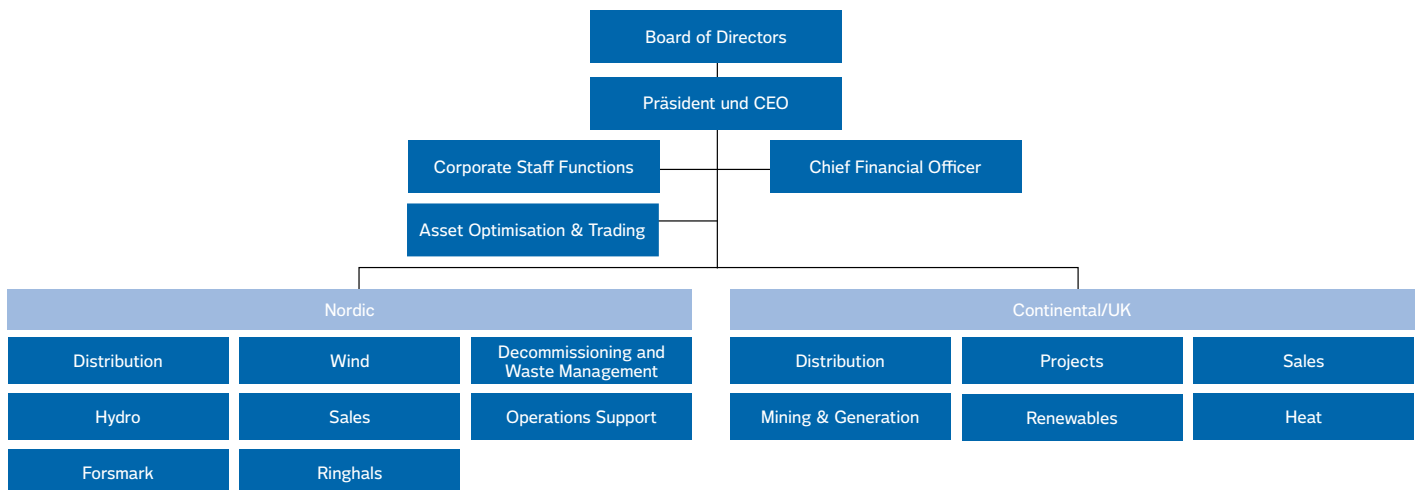 Board of Directors
Präsident und CEO
Corporate Staff Functions
Chief Financial Officer
Asset Optimisation & Trading
Nordic
Continental/UK
Distribution
Wind
Decommissioning and
Waste Management
Distribution
Projects
Sales
Hydro
Sales
Operations Support
Mining & Generation
Renewables
Heat
Forsmark
Ringhals